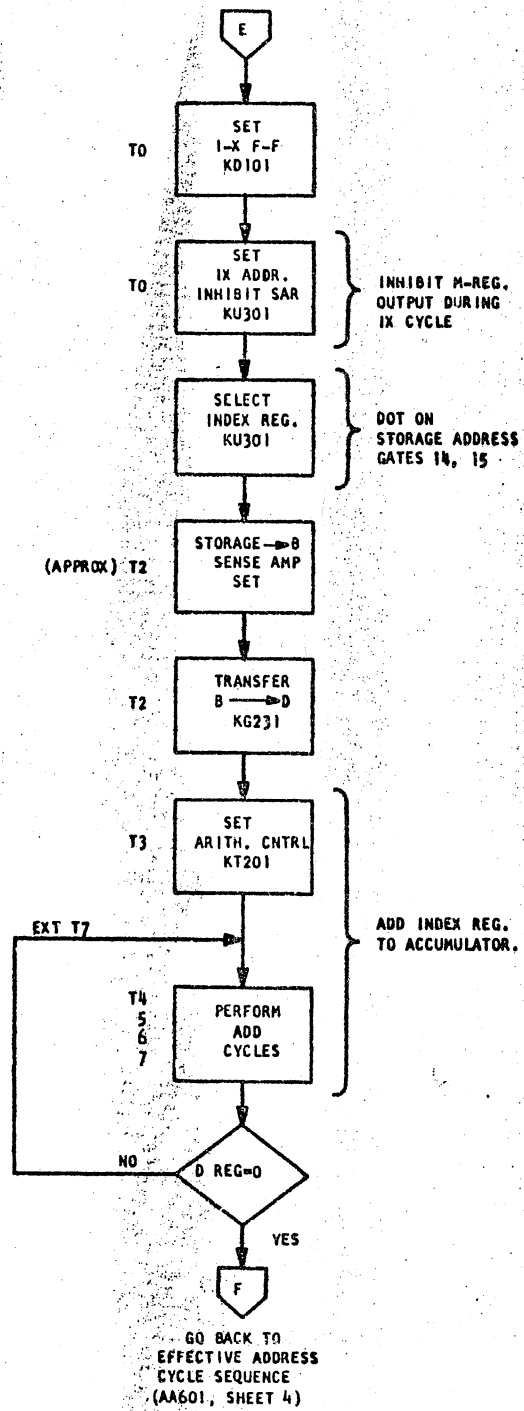 E
T0
SET
I-X F-F
KD101
T0
SET
IX ADDR.
INHIBIT SAR
KU301
INHIBIT M-REG.
OUTPUT DURING
IX CYCLE
SELECT
INDEX REG.
KU301
DOT ON
STORAGE ADDRESS
GATES 14, 15
(APPROX) T2
STORAGE → B
SENSE AMP
SET
T2
TRANSFER
B → D
KG231
T3
SET
ARITH. CNTRL
KT201
EXT T7
ADD INDEX REG.
TO ACCUMULATOR.
T4
5
6
7
PERFORM
ADD
CYCLES
NO
D REG=0
YES
F
GO BACK TO
EFFECTIVE ADDRESS
CYCLE SEQUENCE
(AA601, SHEET 4)